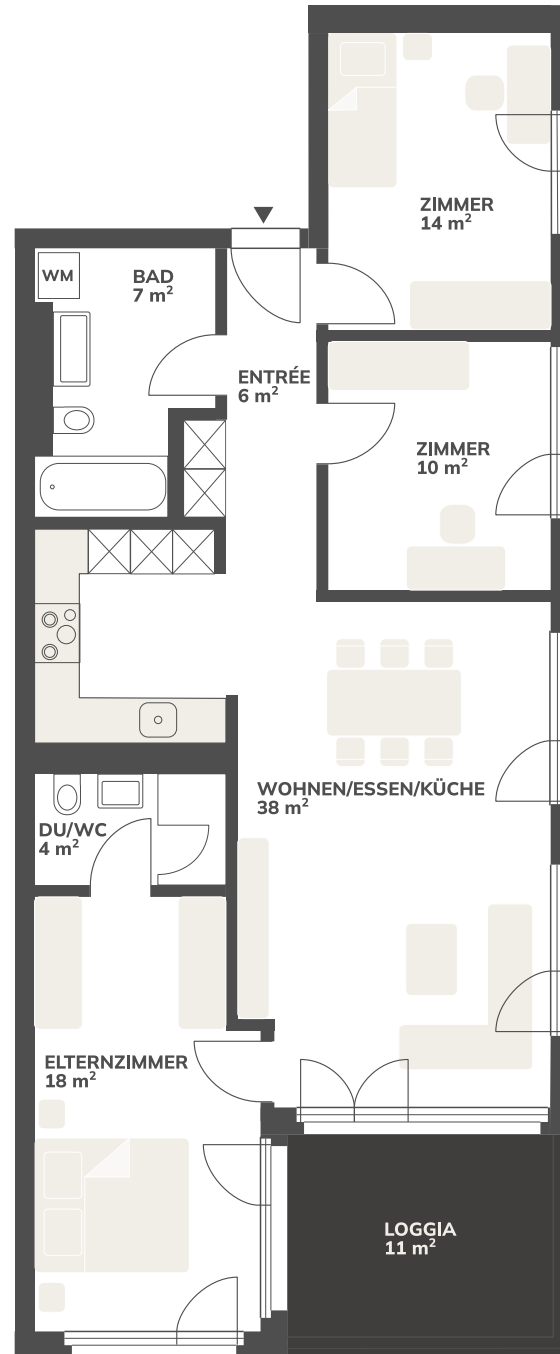 ZIMMER
14 m²
WM
BAD
7 m²
ENTRÉE
6 m²
ZIMMER
10 m²
WOHNEN/ESSEN/KÜCHE
38 m²
DU/WC
4 m²
ELTERNZIMMER
18 m²
LOGGIA
11 m²